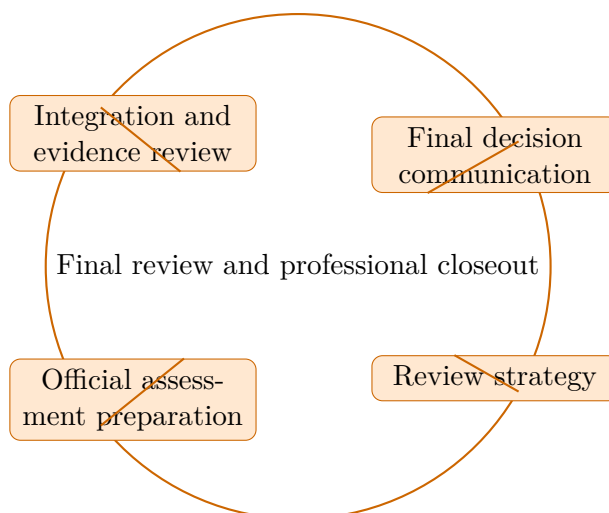 Integration and
evidence review
Final decision
communication
Final review and professional closeout
Official assess-
ment preparation
Review strategy